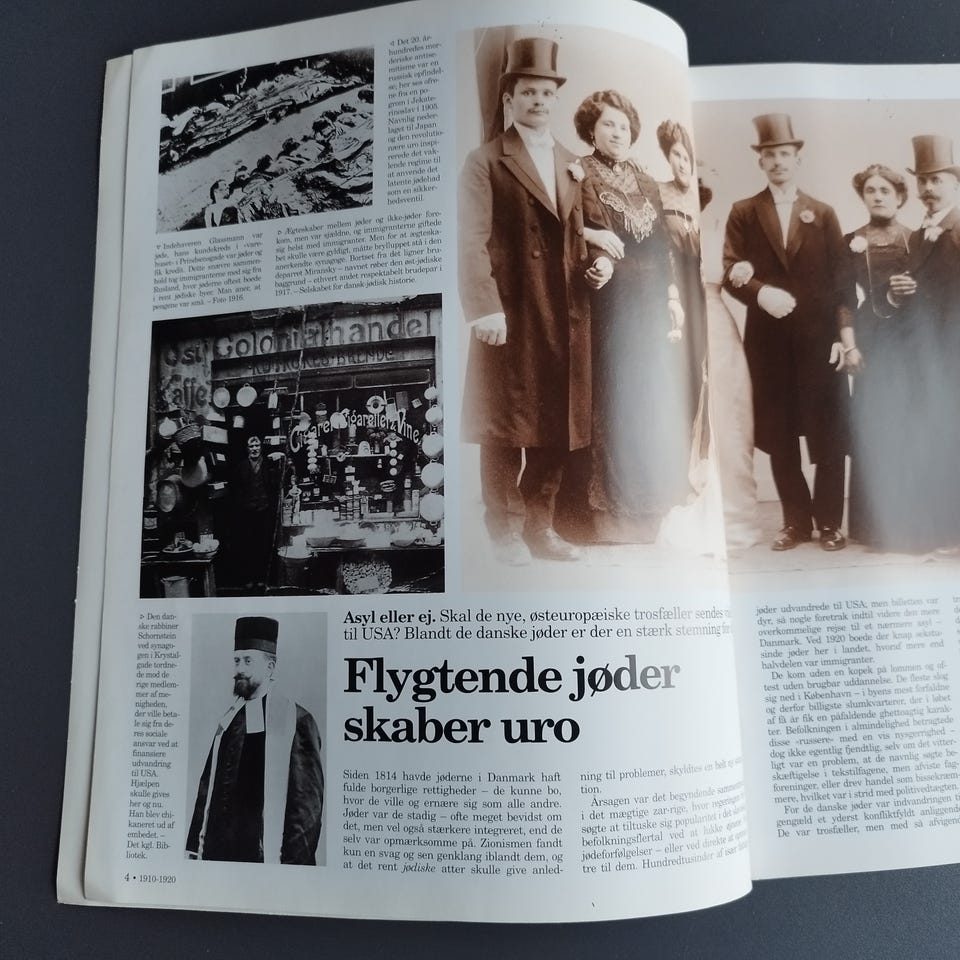 ◁ Det 20. år-
hundredes mor-
deriske antise-
mitisme var en
russisk opfindel-
se; her ses ofre-
ne fra en po-
grom i Jekate-
rinoslav i 1905.
Navnlig neder-
laget til Japan
og den revolutio-
nære uro inspi-
rerede det vak-
lende regime til
at anvende det
latente jødehad
som en sikker-
hedsventil.
▿ Indehaveren Glassmann var
jøde, hans kundekreds i »vare-
huset« i Prinsensgade var jøder og
fik kredit. Dette snævre sammen-
hold tog immigranterne med sig fra
Rusland, hvor jøderne oftest boede
i rent jødiske byer. Man aner, at
pengene var små. – Foto 1916.
▷ Ægteskaber mellem jøder og ikke-jøder fore-
kom, men var sjældne, og immigranterne giftede
sig helst med immigranter. Men for at ægteska-
bet skulle være gyldigt, måtte brylluppet stå i den
anerkendte synagoge. Bortset fra det ligner bru-
deparret Miransky – navnet røber den øst-jødiske
baggrund – ethvert andet respektabelt brudepar i
1917. – Selskabet for dansk-jødisk historie.
Colonialhandel
Kaffe
Cigarer Cigaretter & Vine
▷ Den dan-
ske rabbiner
Schornstein
ved synago-
gen i Krystal-
gade tordne-
de mod de
rige medlem-
mer af me-
nigheden,
der ville beta-
le sig fra de-
res sociale
ansvar ved at
finansiere
udvandring
til USA.
Hjælpen
skulle gives
her og nu.
Han blev chi-
kaneret ud af
embedet. –
Det kgl. Bib-
liotek.
Asyl eller ej. Skal de nye, østeuropæiske trosfæller sendes
til USA? Blandt de danske jøder er der en stærk stemning
Flygtende jøder
skaber uro
Siden 1814 havde jøderne i Danmark haft
fulde borgerlige rettigheder – de kunne bo,
hvor de ville og ernære sig som alle andre.
Jøder var de stadig – ofte meget bevidst om
det, men vel også stærkere integreret, end de
selv var opmærksomme på. Zionismen fandt
kun en svag og sen genklang iblandt dem, og
at det rent jødiske atter skulle give anled-
ning til problemer, skyldtes en helt ny
tion.
Årsagen var det begyndende
i det mægtige zar-rige, hvor regeringen
søgte at tiltuske sig popularitet i det
befolkningsflertal ved at lukke øjnene
jødeforfølgelser – eller ved direkte at
tre til dem. Hundredtusinder af især
jøder udvandrede til USA, men billetten var
dyr, så nogle foretrak indtil videre den mere
overkommelige rejse til et nærmere asyl –
Danmark. Ved 1920 boede der knap sekstu-
sinde jøder her i landet, hvoraf mere end
halvdelen var immigranter.
De kom uden en kopek på lommen og of-
test uden brugbar uddannelse. De fleste slog
sig ned i København – i byens mest forfaldne
og derfor billigste slumkvarterer, der i løbet
af få år fik en påfaldende ghettoagtig karak-
ter. Befolkningen i almindelighed betragtede
disse »russere« med en vis nysgerrighed –
dog ikke egentlig fjendtlig, selv om det vitter-
ligt var en problem, at de navnlig søgte be-
skæftigelse i tekstilfagene, men afviste fag-
foreninger, eller drev handel som bissekræm-
mere, hvilket var i strid med politivedtægten.
For de danske jøder var indvandringen til
gengæld et yderst konfliktfyldt anliggende
De var trosfæller, men med så afvigende
4 • 1910-1920